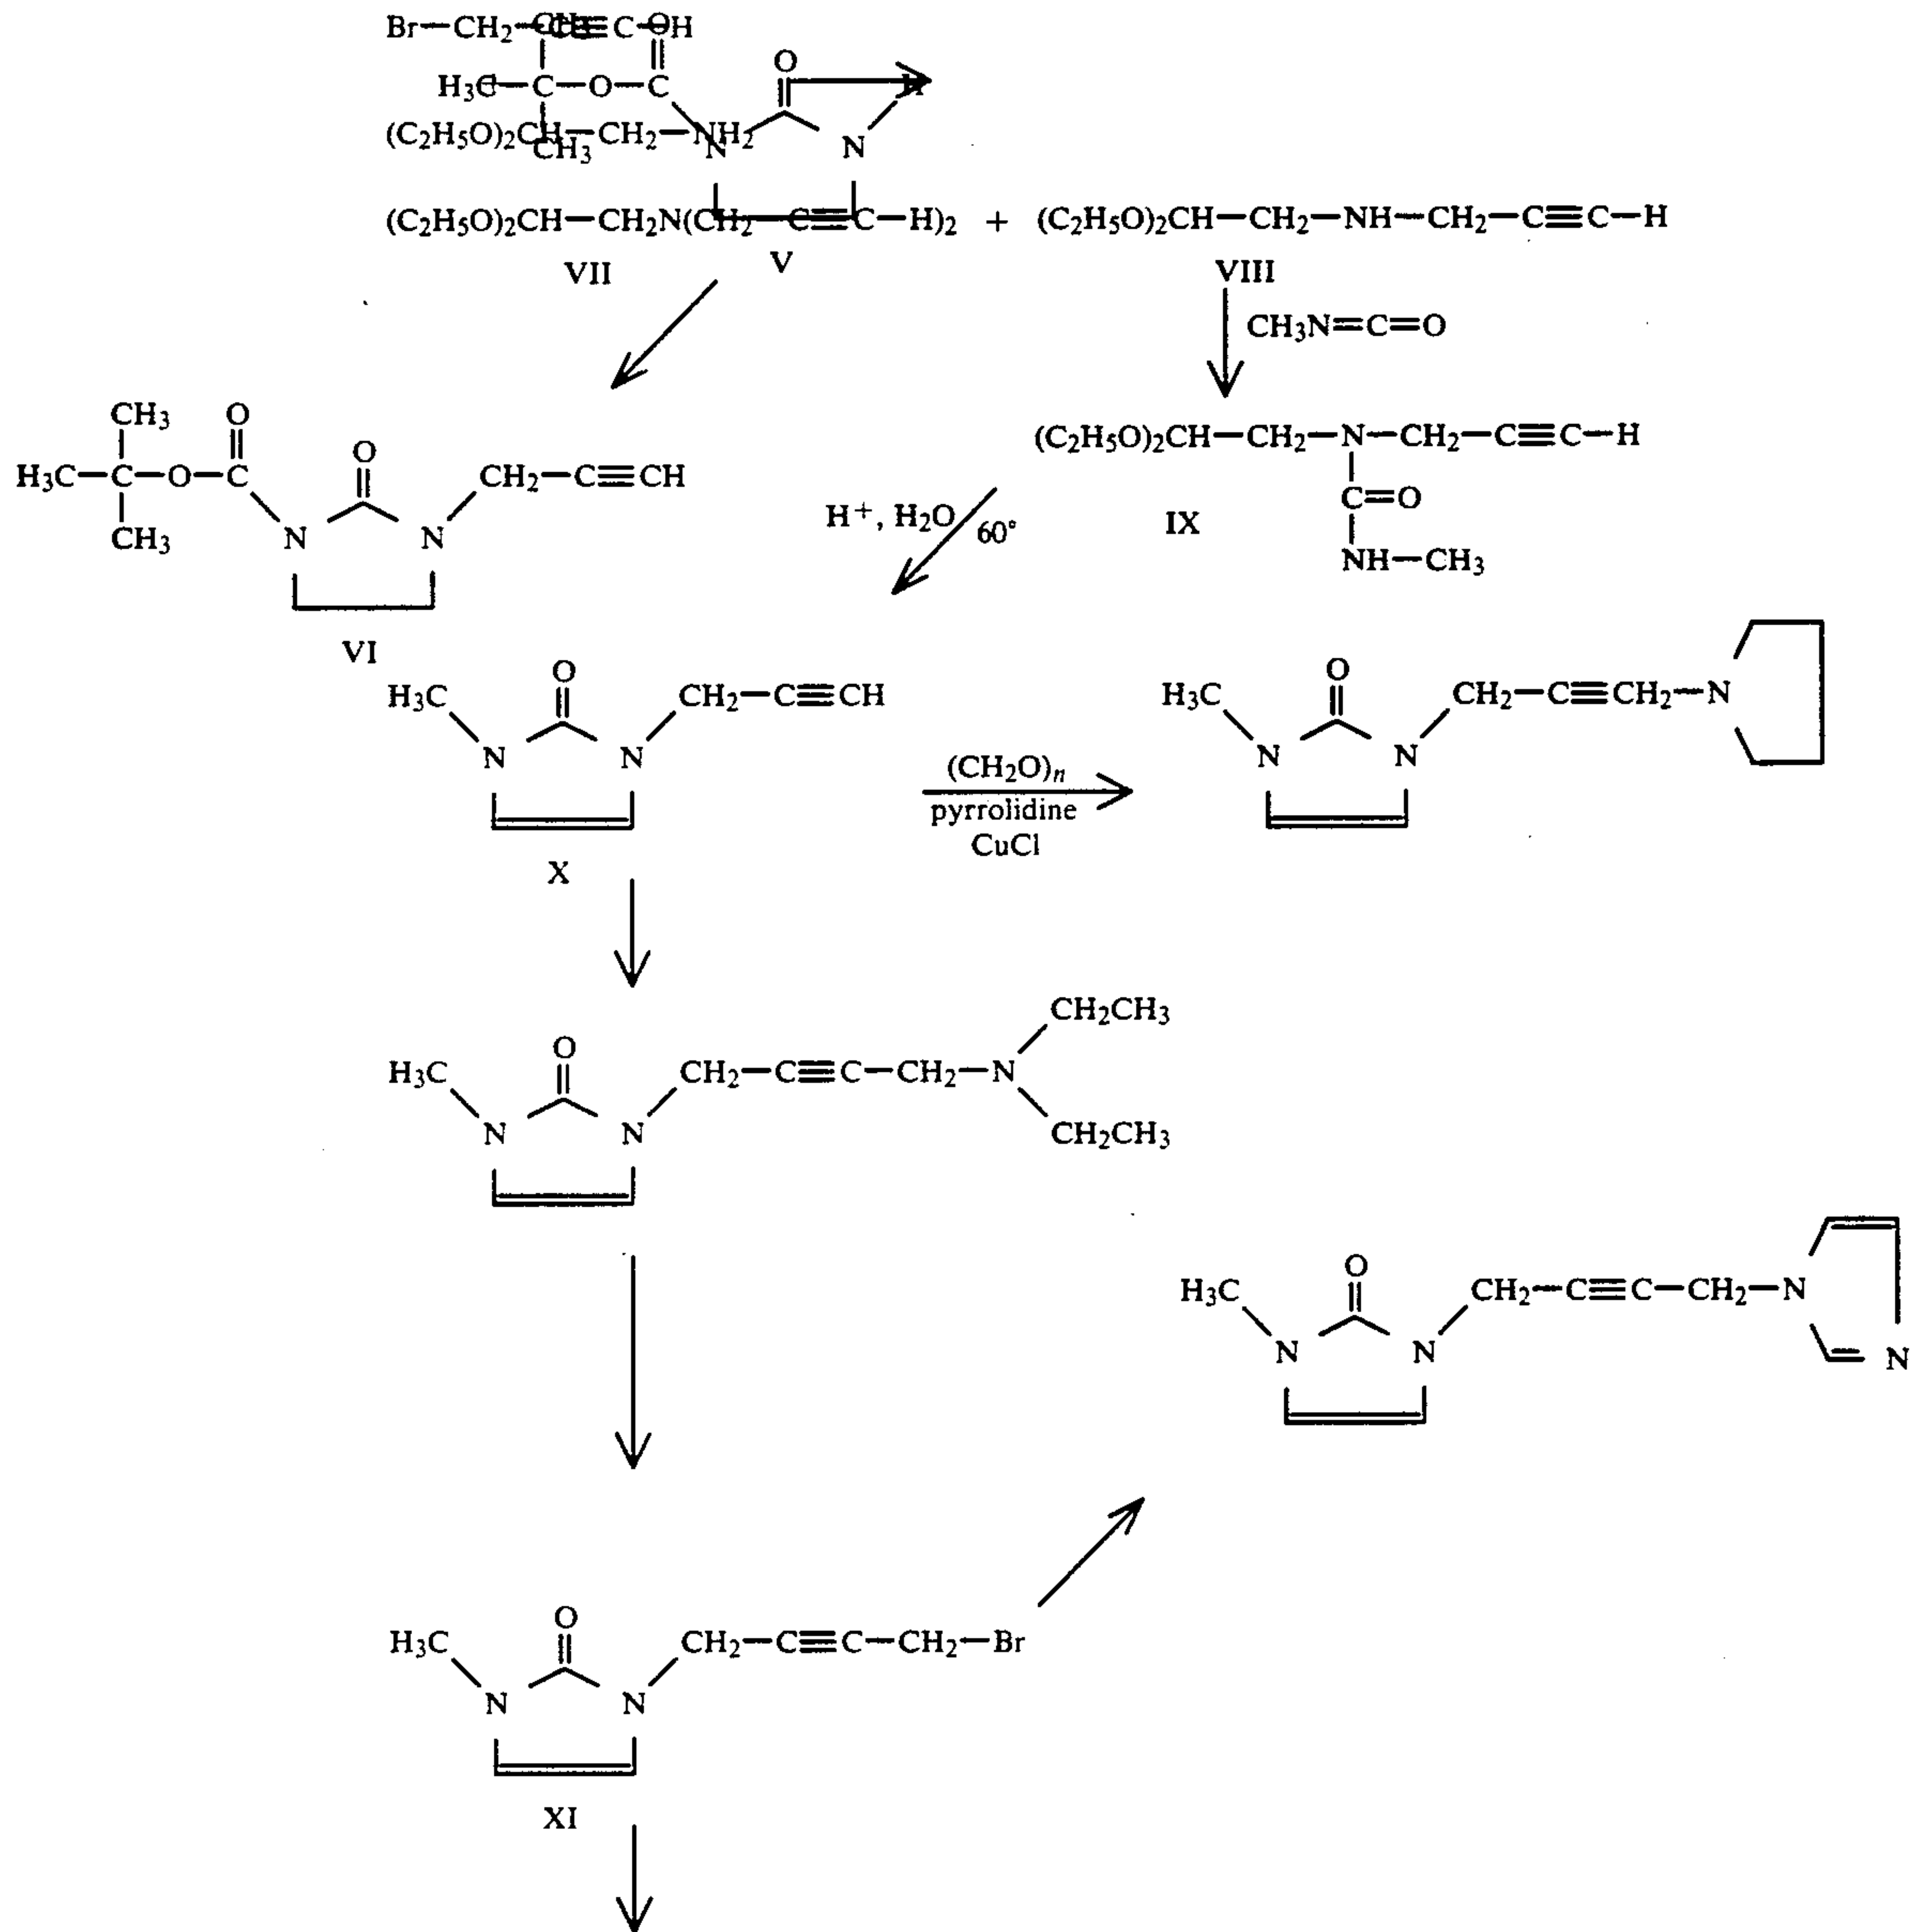 Br—CH2—C≡C—H
CH3 O
H3C—C—O—C O H
(C2H5O)2CH—CH2—NH2
CH3 N N
(C2H5O)2CH—CH2N(CH2—C≡C—H)2 + (C2H5O)2CH—CH2—NH—CH2—C≡C—H
VII V VIII
CH3N=C=O
CH3 O
O (C2H5O)2CH—CH2—N—CH2—C≡C—H
H3C—C—O—C CH2—C≡CH
C=O
H+, H2O 60° IX
CH3 N N
NH—CH3
VI
H3C O CH2—C≡CH H3C O CH2—C≡CCH2—N
N N N N
(CH2O)n
pyrrolidine
CuCl
X
CH2CH3
H3C O CH2—C≡C—CH2—N
N N CH2CH3
H3C O CH2—C≡C—CH2—N
N N N
H3C O CH2—C≡C—CH2—Br
N N
XI